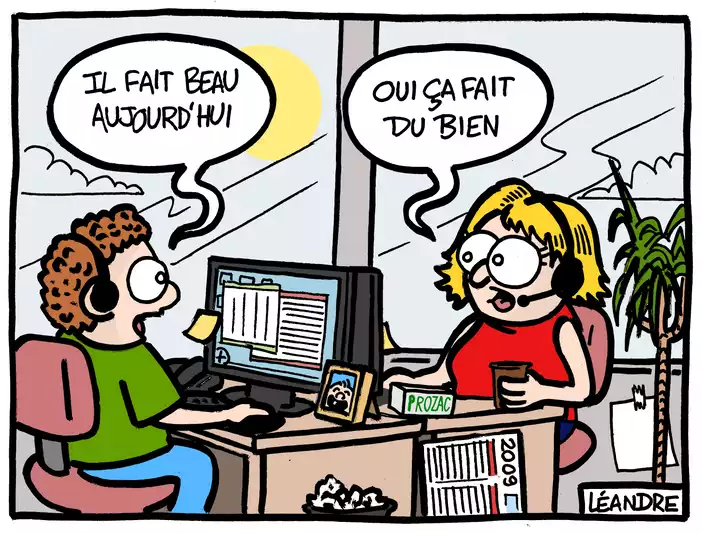 IL FAIT BEAU
AUJOURD'HUI
OUI ÇA FAIT
DU BIEN
PROZAC
2009
LÉANDRE